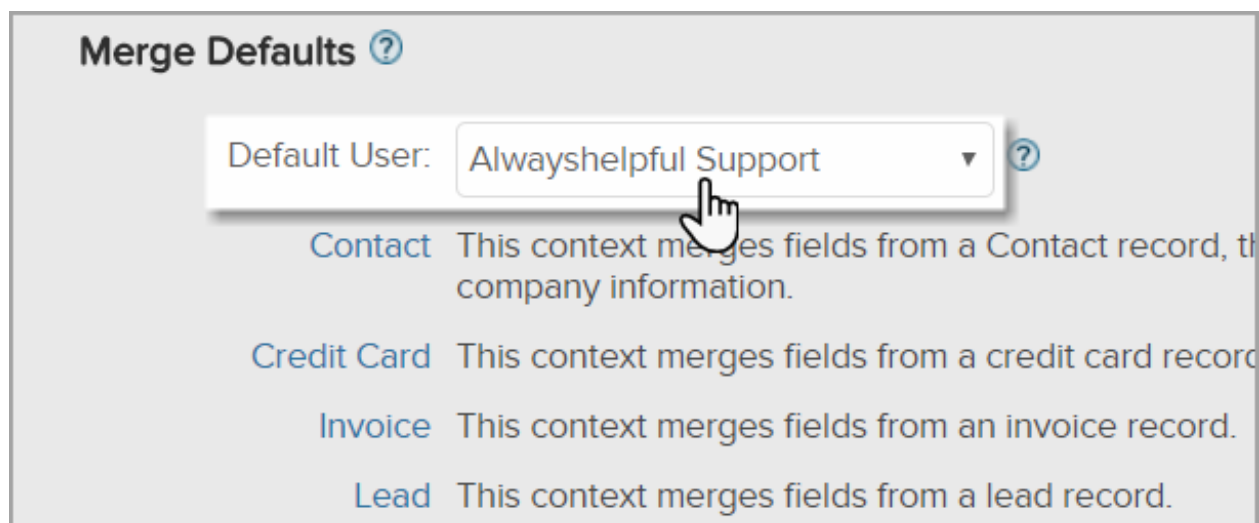 Merge Defaults ?
Default User: Alwayshelpful Support ?
Contact This context merges fields from a Contact record,
company information.
Credit Card This context merges fields from a credit card record
Invoice This context merges fields from an invoice record.
Lead This context merges fields from a lead record.